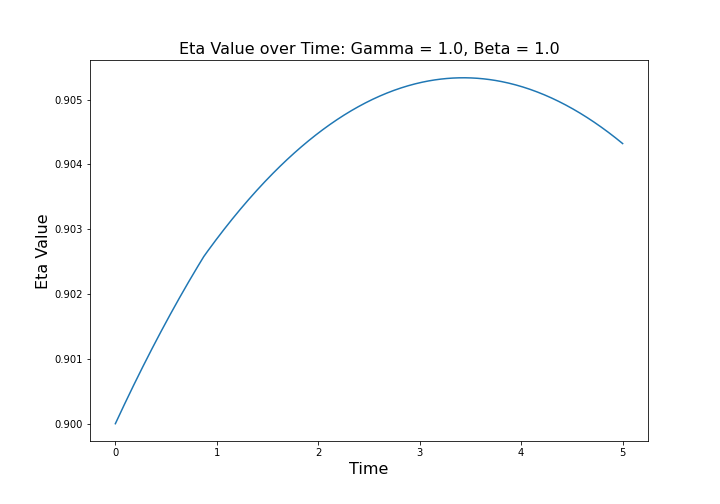 Eta Value over Time: Gamma = 1.0, Beta = 1.0
Eta Value
0.905
0.904
0.903
0.902
0.901
0.900
0 1 2 3 4 5
Time